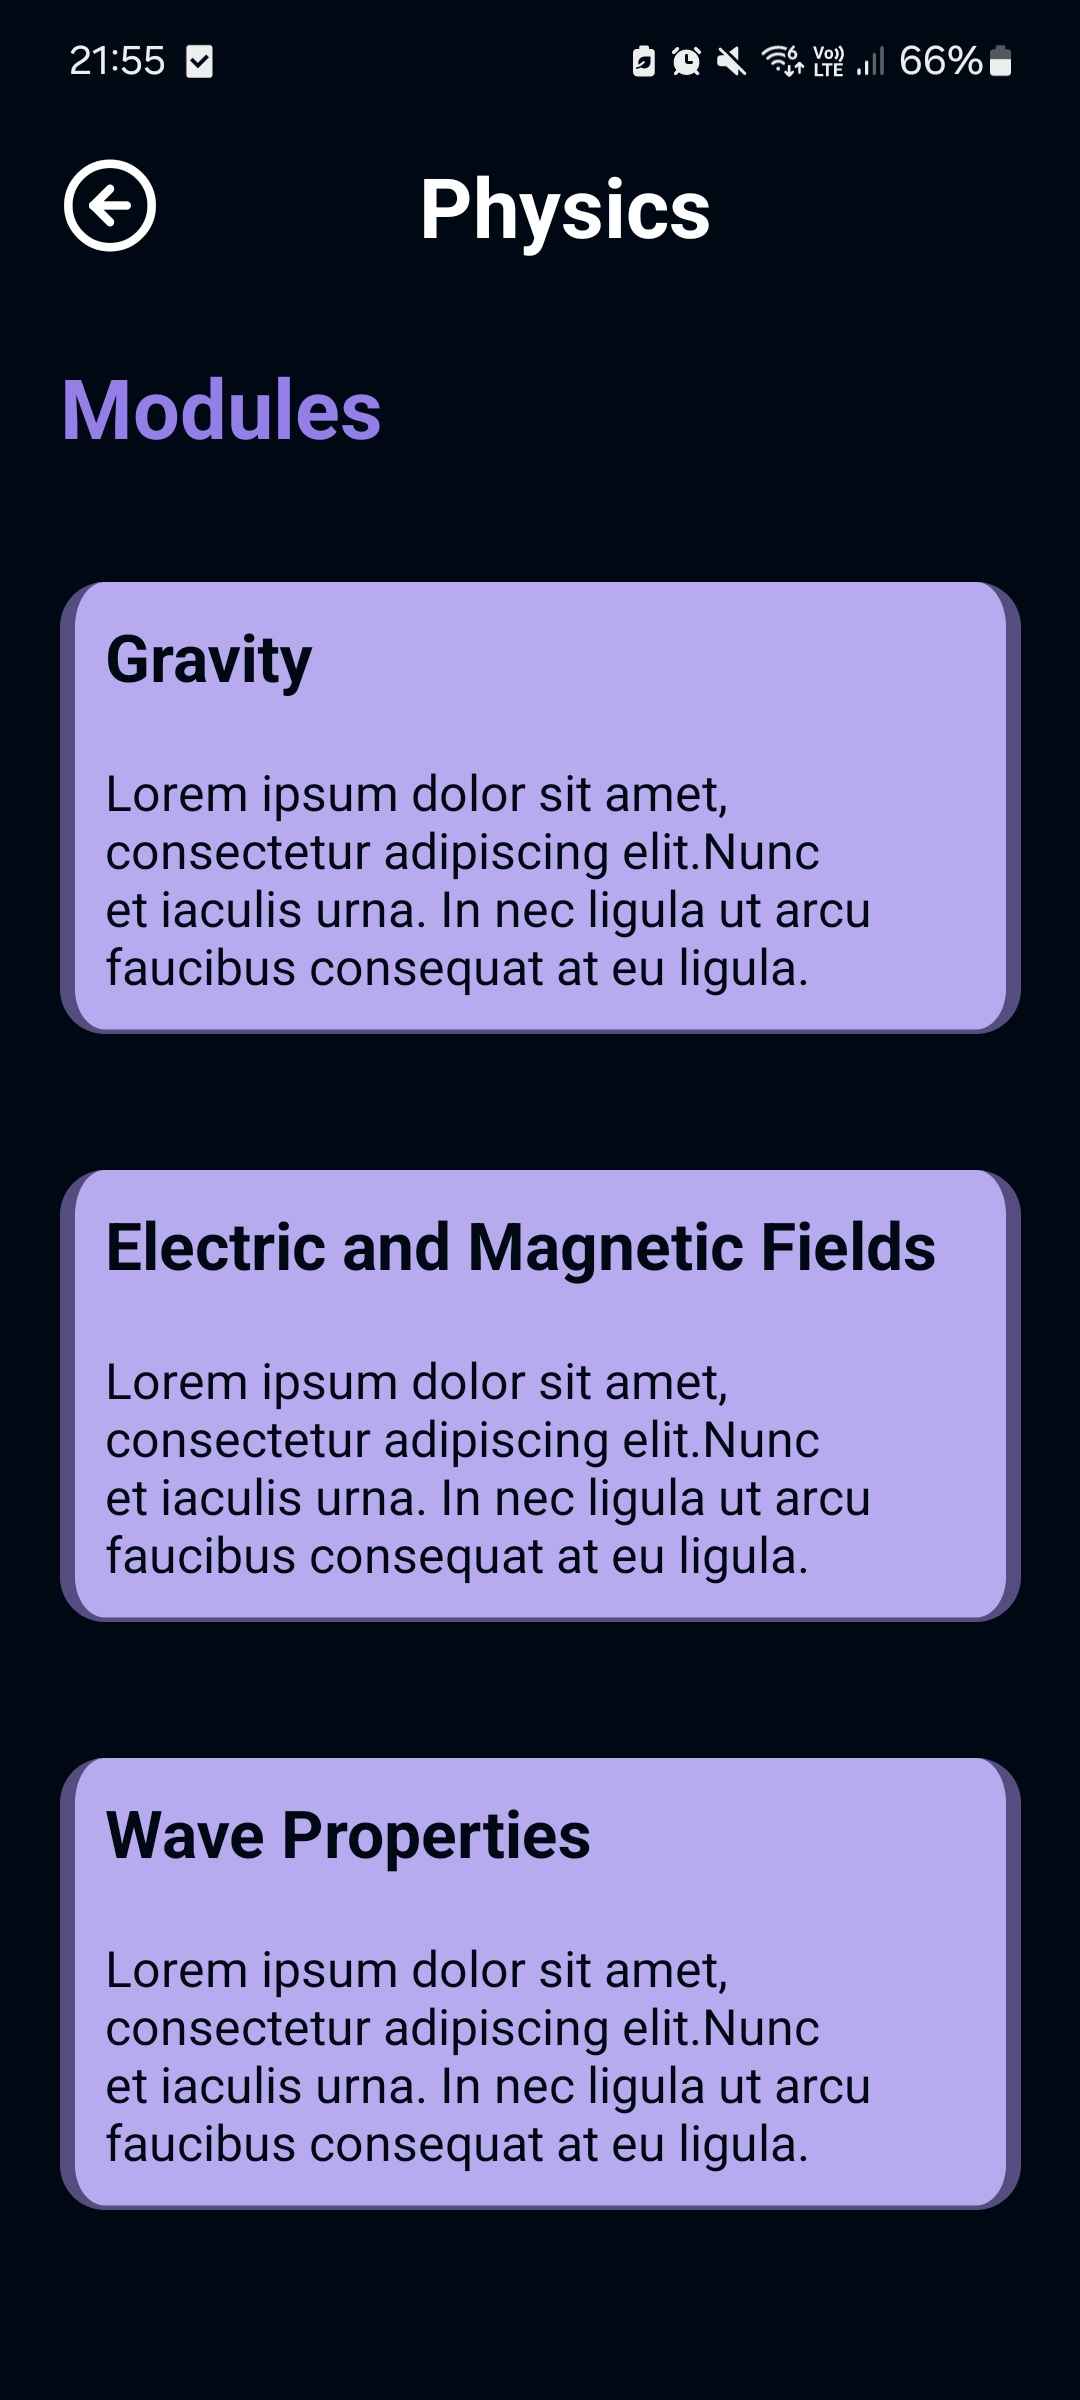 21:55
6 Vo)) LTE 66%
Physics
Modules
Gravity
Lorem ipsum dolor sit amet,
consectetur adipiscing elit.Nunc
et iaculis urna. In nec ligula ut arcu
faucibus consequat at eu ligula.
Electric and Magnetic Fields
Lorem ipsum dolor sit amet,
consectetur adipiscing elit.Nunc
et iaculis urna. In nec ligula ut arcu
faucibus consequat at eu ligula.
Wave Properties
Lorem ipsum dolor sit amet,
consectetur adipiscing elit.Nunc
et iaculis urna. In nec ligula ut arcu
faucibus consequat at eu ligula.